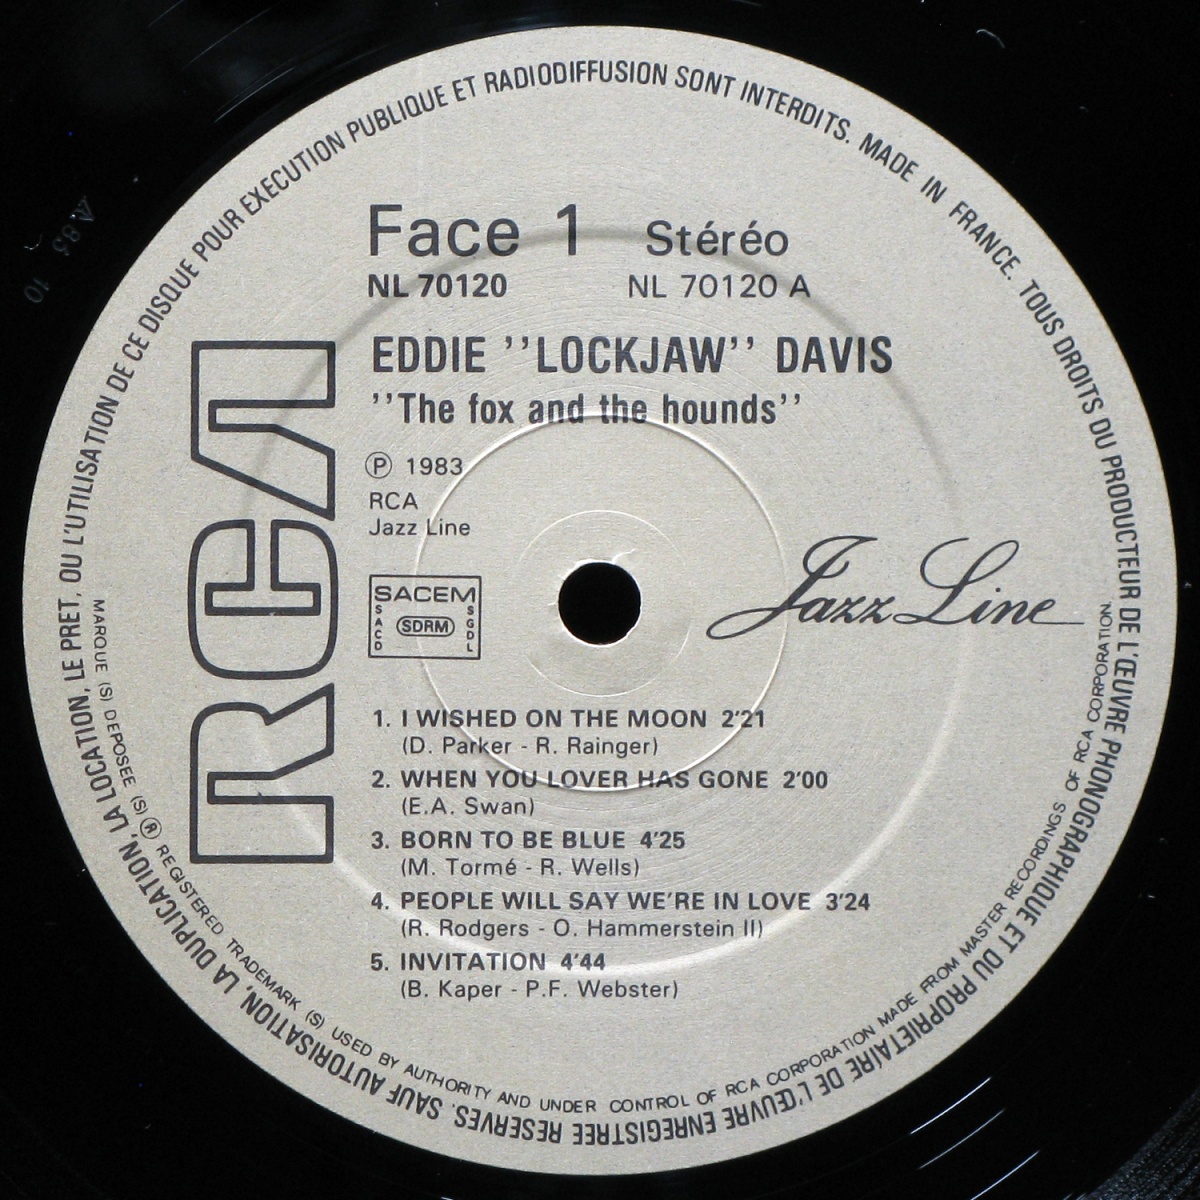 Face 1 Stéréo
NL 70120 NL 70120 A
EDDIE ''LOCKJAW'' DAVIS
''The fox and the hounds''
Ⓟ 1983
RCA
Jazz Line
SACEM
SACD SDRM SGDL
RCA
Jazz Line
1. I WISHED ON THE MOON 2'21
(D. Parker - R. Rainger)
2. WHEN YOU LOVER HAS GONE 2'00
(E.A. Swan)
3. BORN TO BE BLUE 4'25
(M. Tormé - R. Wells)
4. PEOPLE WILL SAY WE'RE IN LOVE 3'24
(R. Rodgers - O. Hammerstein II)
5. INVITATION 4'44
(B. Kaper - P.F. Webster)
TOUS DROITS DU PRODUCTEUR DE L'ŒUVRE PHONOGRAPHIQUE ET DU PROPRIETAIRE DE L'ŒUVRE ENREGISTREE RESERVES. SAUF AUTORISATION, LA DUPLICATION, LA LOCATION, LE PRET, OU L'UTILISATION DE CE DISQUE POUR EXECUTION PUBLIQUE ET RADIODIFFUSION SONT INTERDITS. MADE IN FRANCE.
MARQUE (S) DEPOSEE (S) ® REGISTERED TRADEMARK (S) USED BY AUTHORITY AND UNDER CONTROL OF RCA CORPORATION MADE FROM MASTER RECORDINGS OF RCA CORPORATION